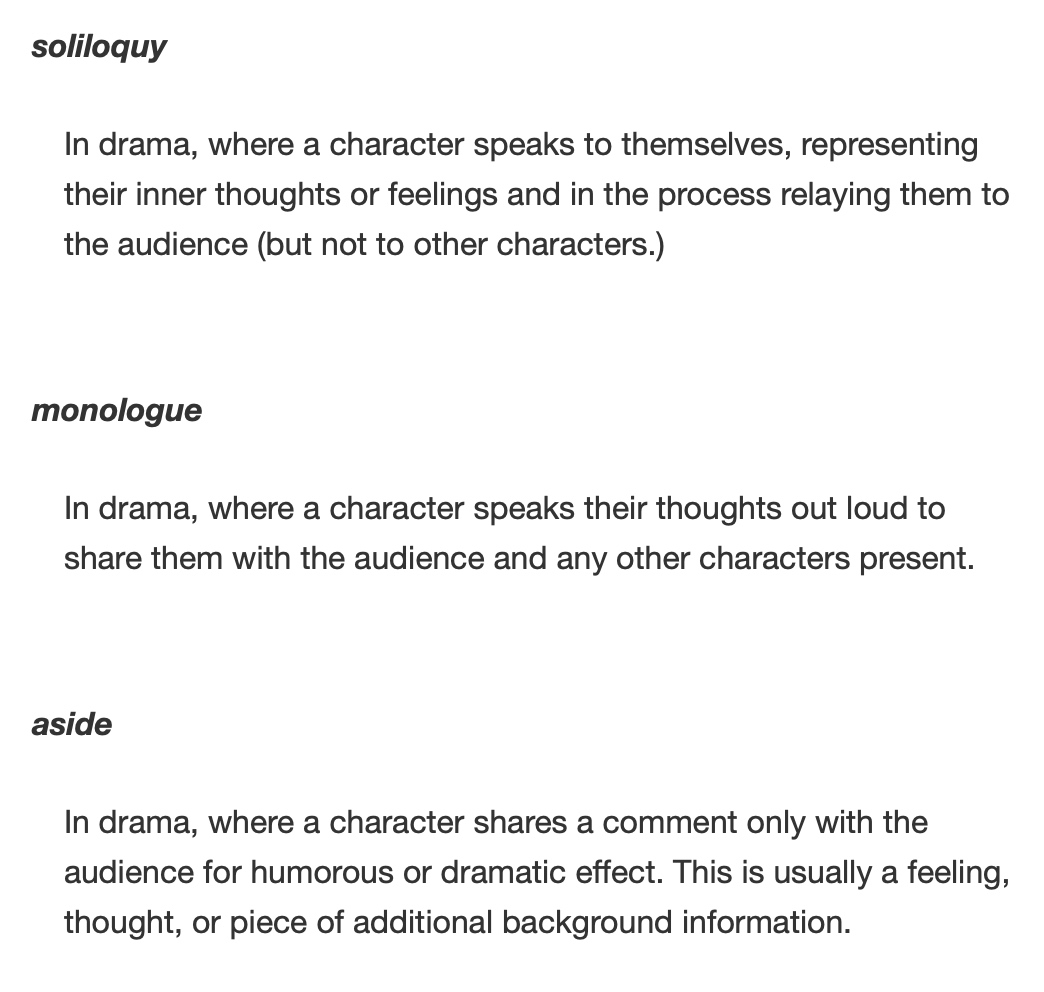 soliloquy
In drama, where a character speaks to themselves, representing
their inner thoughts or feelings and in the process relaying them to
the audience (but not to other characters.)
monologue
In drama, where a character speaks their thoughts out loud to
share them with the audience and any other characters present.
aside
In drama, where a character shares a comment only with the
audience for humorous or dramatic effect. This is usually a feeling,
thought, or piece of additional background information.